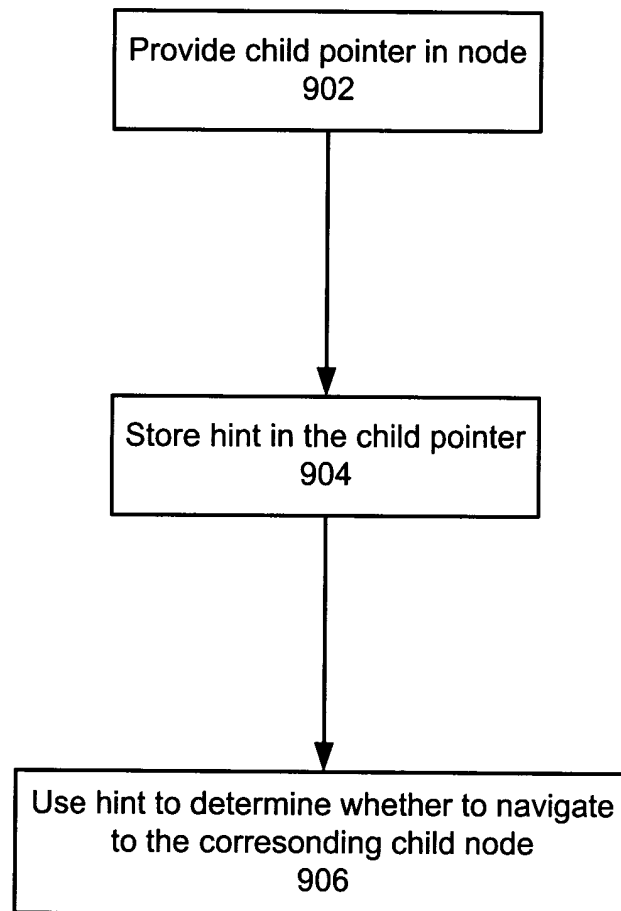 Provide child pointer in node
902
Store hint in the child pointer
904
Use hint to determine whether to navigate
to the corresonding child node
906